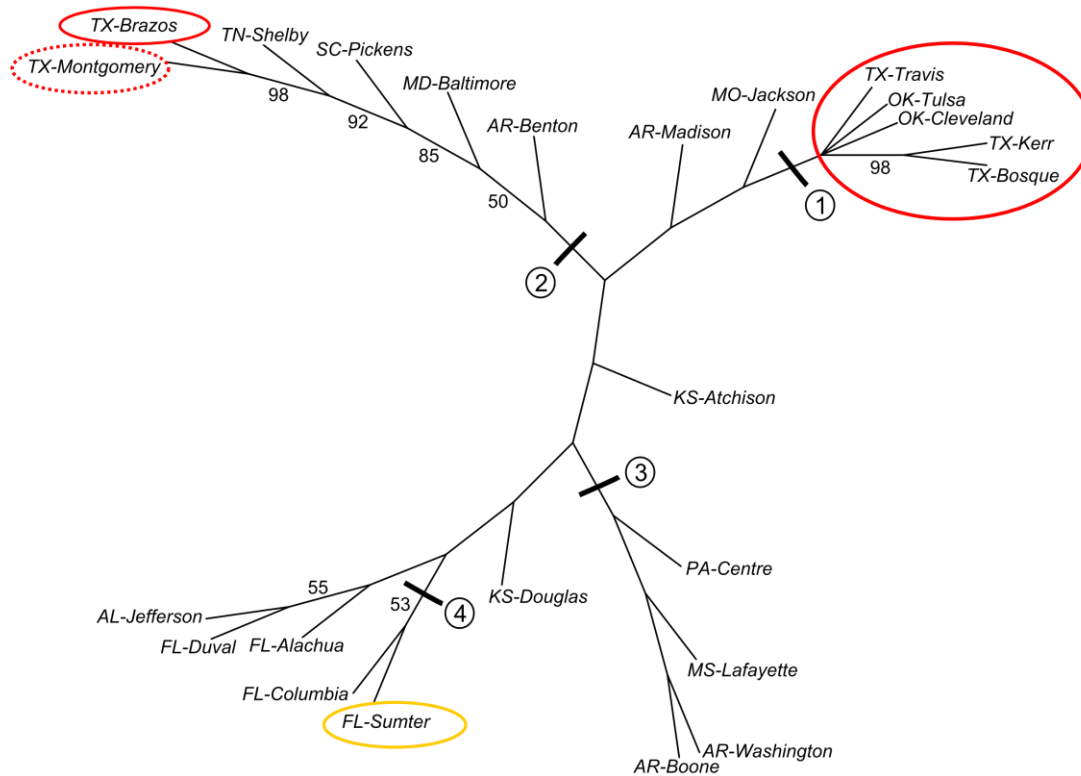 TX-Brazos
TX-Montgomery
TN-Shelby
SC-Pickens
MD-Baltimore
AR-Benton
98
92
85
50
2
AR-Madison
MO-Jackson
TX-Travis
OK-Tulsa
OK-Cleveland
TX-Kerr
TX-Bosque
98
1
KS-Atchison
3
PA-Centre
MS-Lafayette
AR-Washington
AR-Boone
KS-Douglas
4
53
55
AL-Jefferson
FL-Duval
FL-Alachua
FL-Columbia
FL-Sumter